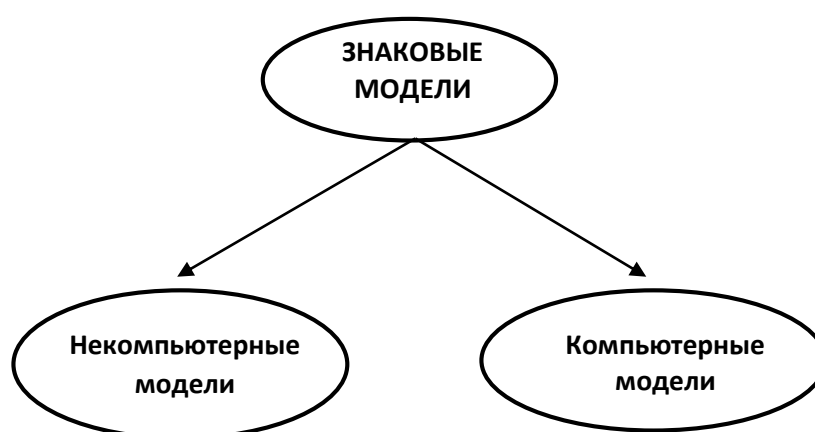 ЗНАКОВЫЕ
МОДЕЛИ
Некомпьютерные
модели
Компьютерные
модели